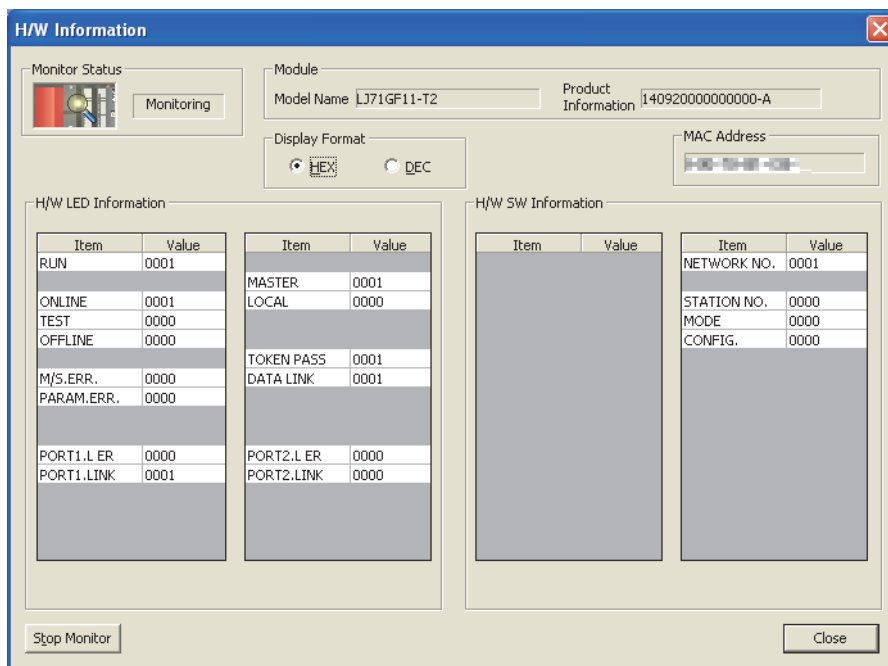 H/W Information
Monitor Status
Monitoring
Module
Model Name LJ71GF11-T2
Product Information 140920000000000-A
Display Format
HEX DEC
MAC Address
H/W LED Information
Item Value
RUN 0001
ONLINE 0001
TEST 0000
OFFLINE 0000
M/S.ERR. 0000
PARAM.ERR. 0000
PORT1.L ER 0000
PORT1.LINK 0001
Item Value
MASTER 0001
LOCAL 0000
TOKEN PASS 0001
DATA LINK 0001
PORT2.L ER 0000
PORT2.LINK 0000
H/W SW Information
Item Value
Item Value
NETWORK NO. 0001
STATION NO. 0000
MODE 0000
CONFIG. 0000
Stop Monitor
Close